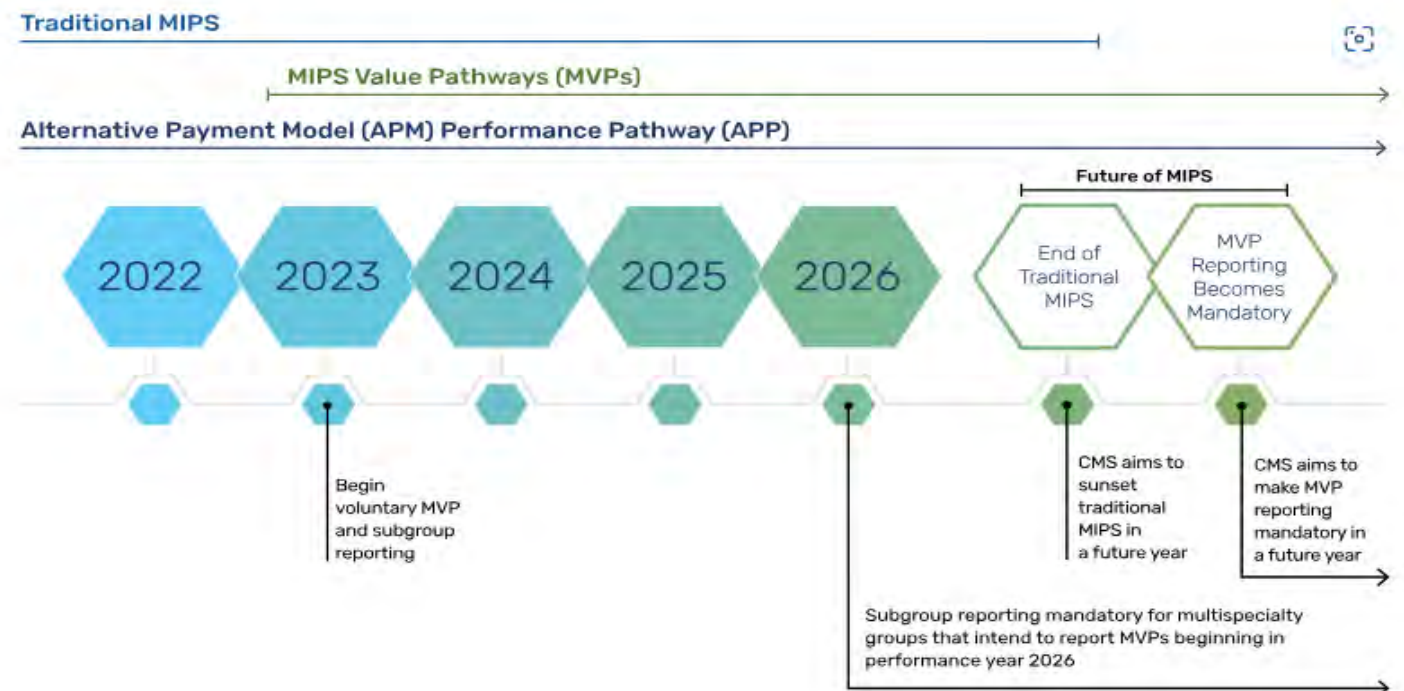 Traditional MIPS
MIPS Value Pathways (MVPs)
Alternative Payment Model (APM) Performance Pathway (APP)
Future of MIPS
2022
2023
2024
2025
2026
End of
Traditional
MIPS
MVP
Reporting
Becomes
Mandatory
Begin
voluntary MVP
and subgroup
reporting
CMS aims to
sunset
traditional
MIPS in
a future year
CMS aims to
make MVP
reporting
mandatory in
a future year
Subgroup reporting mandatory for multispecialty
groups that intend to report MVPs beginning in
performance year 2026